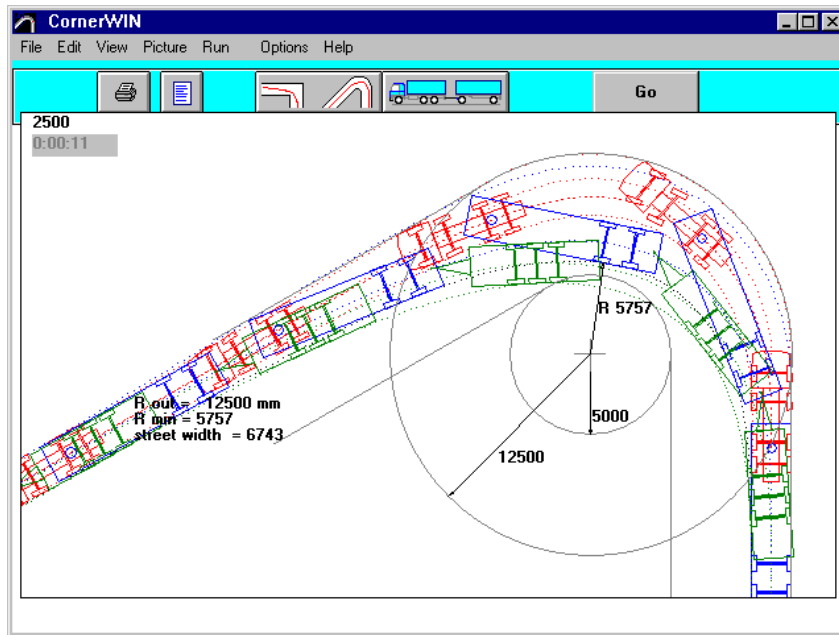 CornerWIN
File Edit View Picture Run Options Help
Go
2500
0:00:11
R 5757
R out = 12500 mm
R min = 5757
street width = 6743
5000
12500